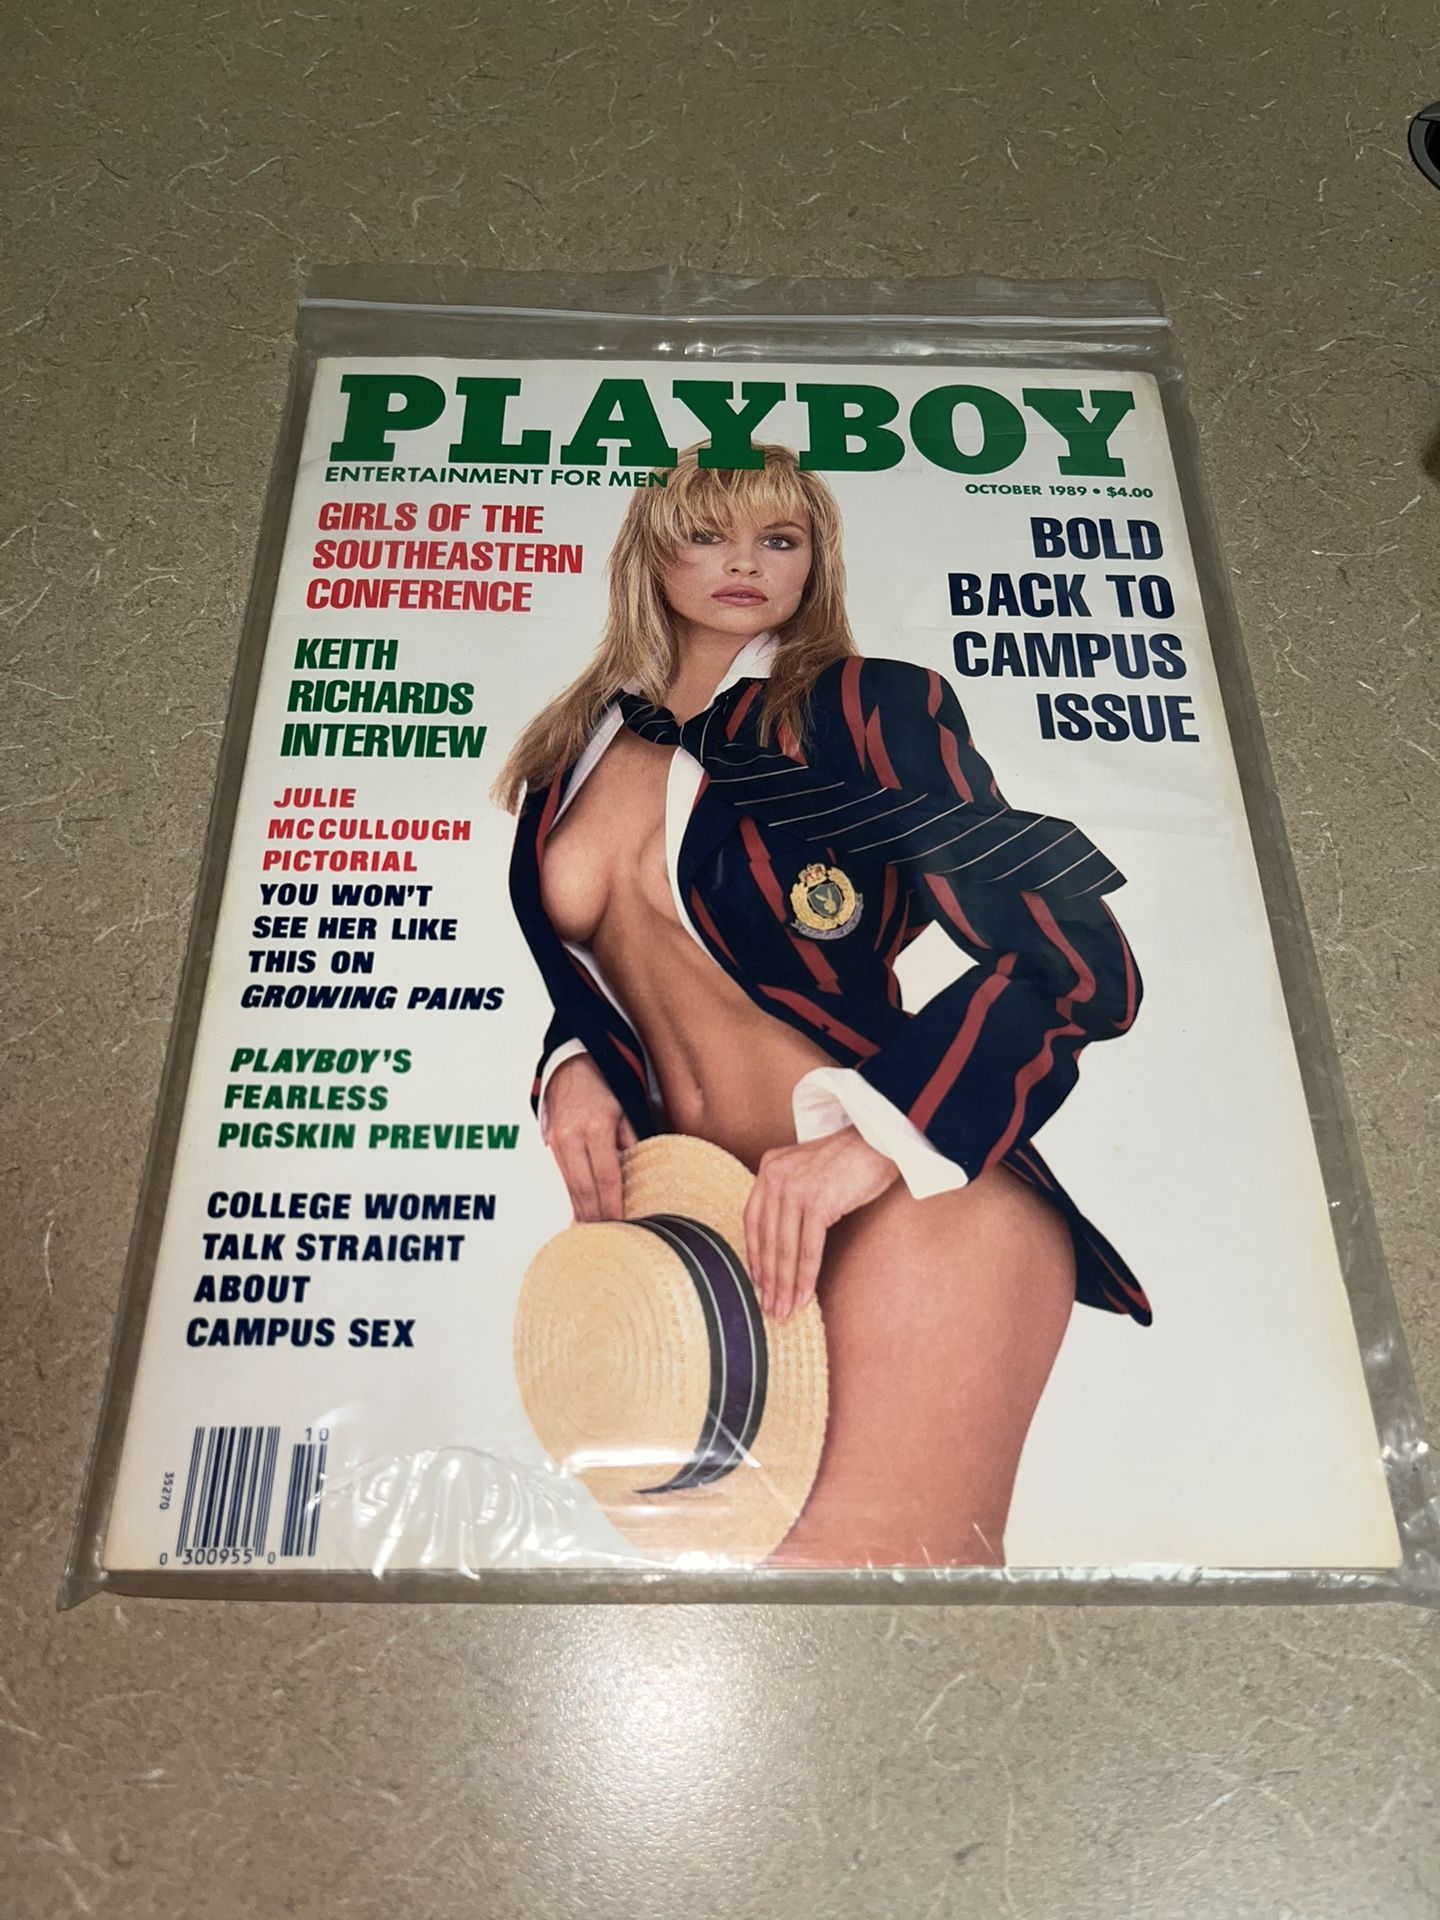 PLAYBOY
ENTERTAINMENT FOR MEN
OCTOBER 1989 • $4.00
GIRLS OF THE
SOUTHEASTERN
CONFERENCE
KEITH
RICHARDS
INTERVIEW
JULIE
MCCULLOUGH
PICTORIAL
YOU WON'T
SEE HER LIKE
THIS ON
GROWING PAINS
PLAYBOY'S
FEARLESS
PIGSKIN PREVIEW
COLLEGE WOMEN
TALK STRAIGHT
ABOUT
CAMPUS SEX
BOLD
BACK TO
CAMPUS
ISSUE
10
35270
0 300955 0